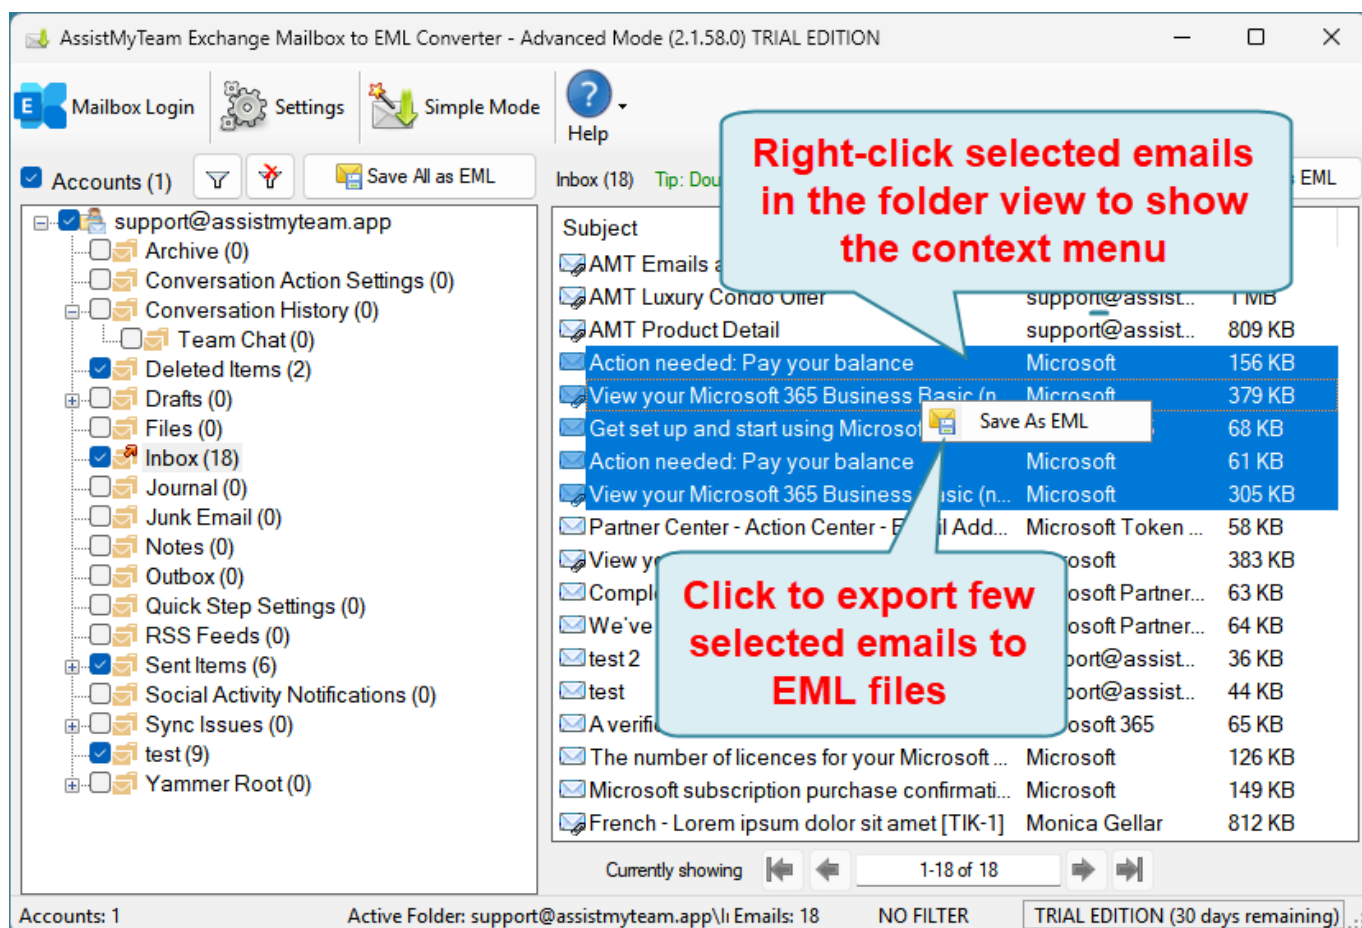 AssistMyTeam Exchange Mailbox to EML Converter - Advanced Mode (2.1.58.0) TRIAL EDITION
E Mailbox Login Settings Simple Mode Help
Accounts (1) Save All as EML
support@assistmyteam.app
Archive (0)
Conversation Action Settings (0)
Conversation History (0)
Team Chat (0)
Deleted Items (2)
Drafts (0)
Files (0)
Inbox (18)
Journal (0)
Junk Email (0)
Notes (0)
Outbox (0)
Quick Step Settings (0)
RSS Feeds (0)
Sent Items (6)
Social Activity Notifications (0)
Sync Issues (0)
test (9)
Yammer Root (0)
Inbox (18) Tip: EML
Right-click selected emails
in the folder view to show
the context menu
Subject
AMT Emails
AMT Luxury Condo Offer support@assist... 1 MB
AMT Product Detail support@assist... 809 KB
Action needed: Pay your balance Microsoft 156 KB
View your Microsoft 365 Business Basic (n... Microsoft 379 KB
Get set up and start using 68 KB
Save As EML
Action needed: Pay your balance Microsoft 61 KB
View your Microsoft 365 Business (n... Microsoft 305 KB
Partner Center - Action Center - Add... Microsoft Token ... 58 KB
View 383 KB
Partner... 63 KB
We've Partner... 64 KB
test 2 36 KB
test 44 KB
A 365 65 KB
Click to export few
selected emails to
EML files
The number of licences for your Microsoft ... Microsoft 126 KB
Microsoft subscription purchase confirmati... Microsoft 149 KB
French - Lorem ipsum dolor sit amet [TIK-1] Monica Gellar 812 KB
Currently showing 1-18 of 18
Accounts: 1 Active Folder: support@assistmyteam.app\ Emails: 18 NO FILTER TRIAL EDITION (30 days remaining)